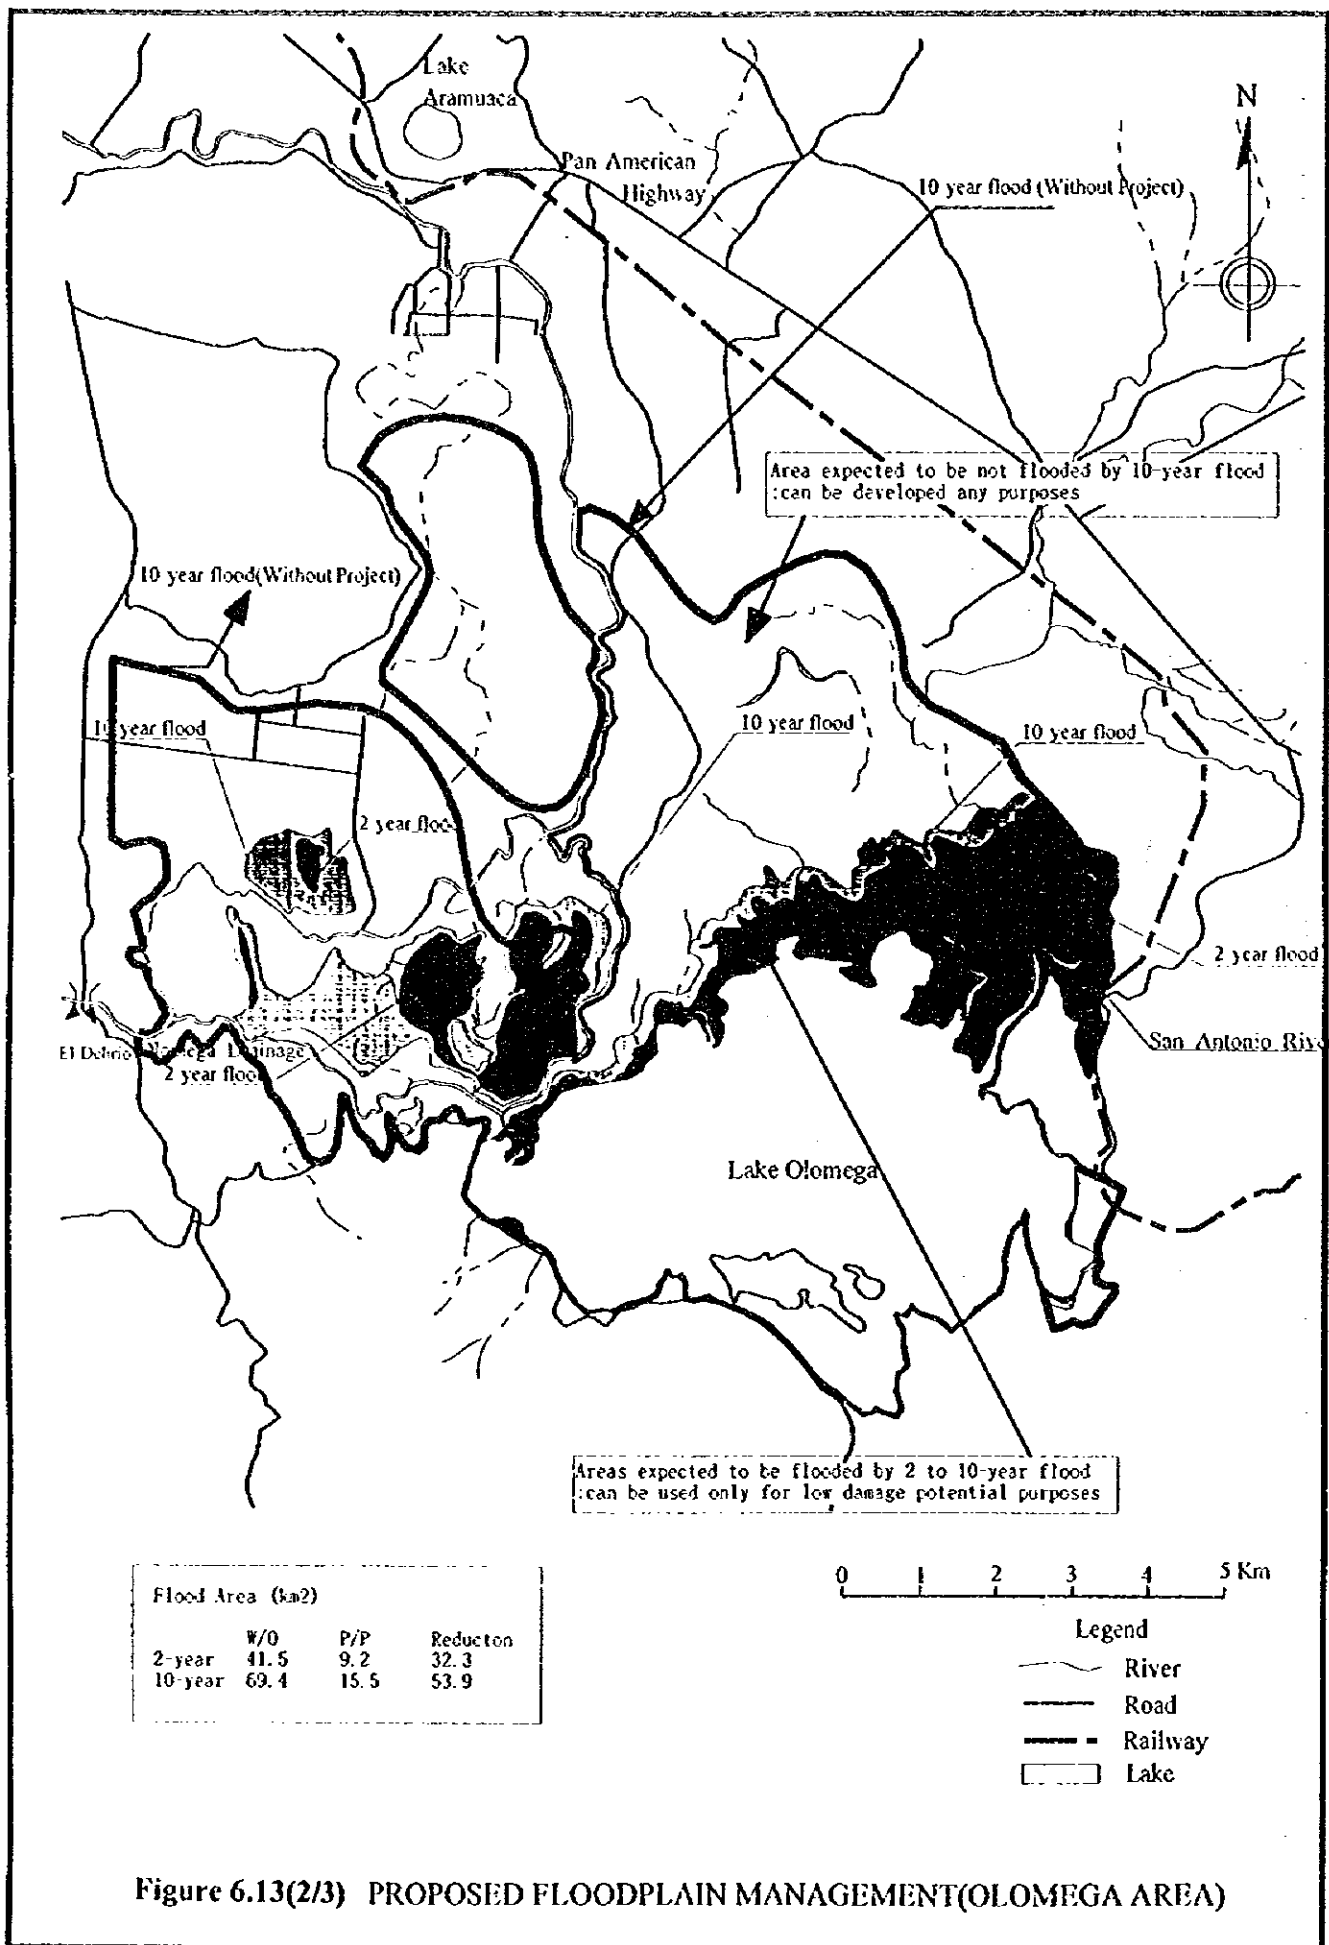 Lake
Aramuaca
N
Pan American
Highway
10 year flood (Without Project)
Area expected to be not flooded by 10-year flood
:can be developed any purposes
10 year flood(Without Project)
10 year flood
10 year flood
10 year flood
2 year flood
2 year flood
San Antonio Rive
El Delirio Olomega Drainage
2 year flood
Lake Olomega
Areas expected to be flooded by 2 to 10-year flood
:can be used only for low damage potential purposes
Flood Area (km2)
W/O P/P Reducton
2-year 41.5 9.2 32.3
10-year 69.4 15.5 53.9
0 1 2 3 4 5 Km
Legend
River
Road
Railway
Lake
Figure 6.13(2/3) PROPOSED FLOODPLAIN MANAGEMENT(OLOMEGA AREA)